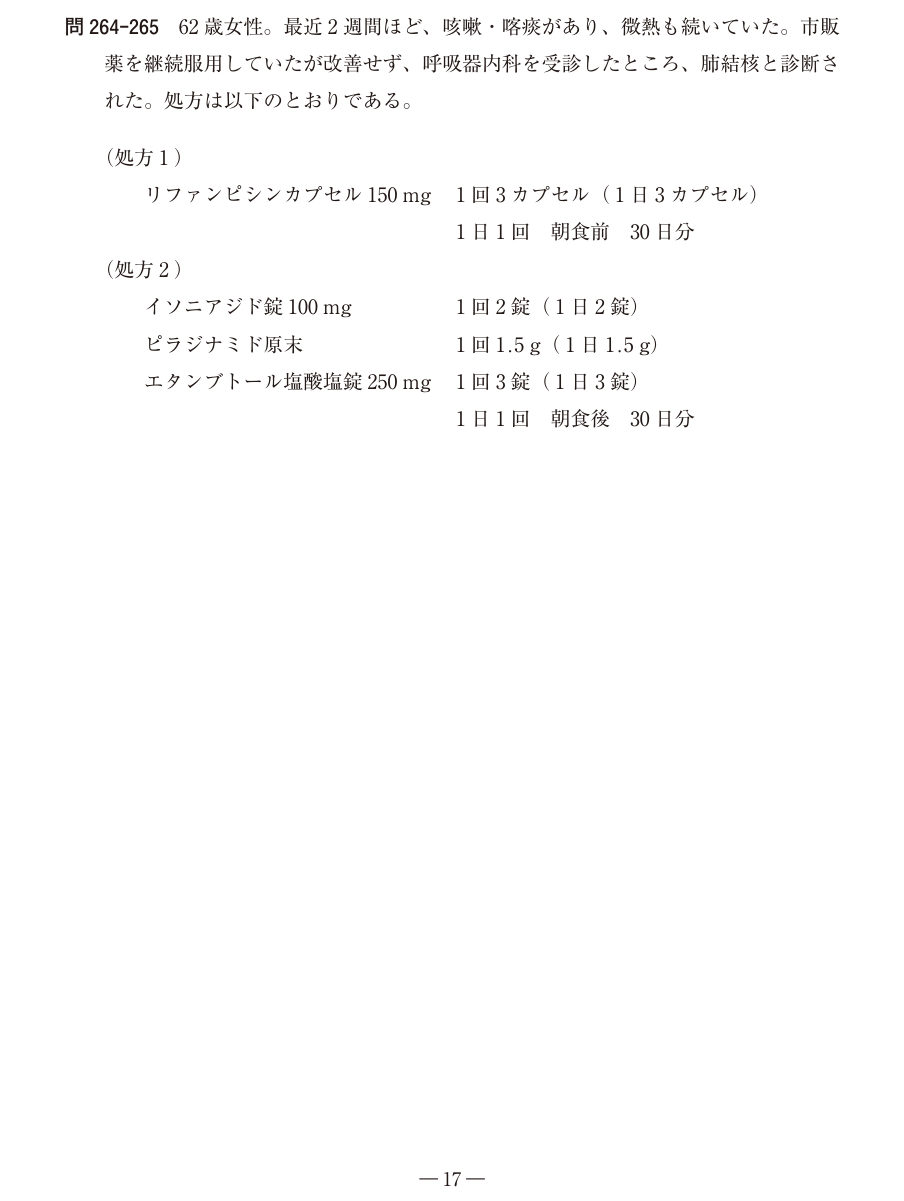 問 264-265　62 歳女性。最近 2 週間ほど、咳嗽・喀痰があり、微熱も続いていた。市販
薬を継続服用していたが改善せず、呼吸器内科を受診したところ、肺結核と診断さ
れた。処方は以下のとおりである。
（処方 1 ）
リファンピシンカプセル 150 mg　1 回 3 カプセル（ 1 日 3 カプセル）
1 日 1 回　朝食前　30 日分
（処方 2 ）
イソニアジド錠 100 mg　1 回 2 錠（ 1 日 2 錠）
ピラジナミド原末　1 回 1.5 g（ 1 日 1.5 g）
エタンブトール塩酸塩錠 250 mg　1 回 3 錠（ 1 日 3 錠）
1 日 1 回　朝食後　30 日分
― 17 ―